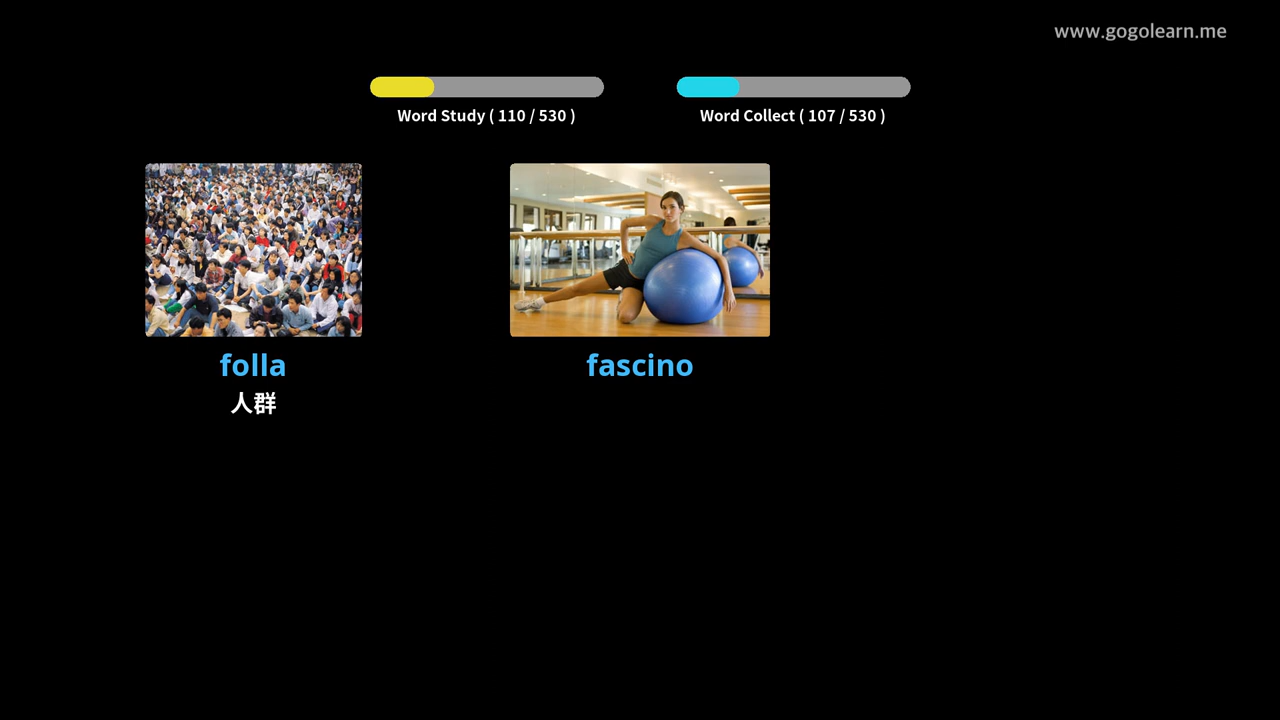 www.gogolearn.me
Word Study ( 110 / 530 )
Word Collect ( 107 / 530 )
folla
人群
fascino